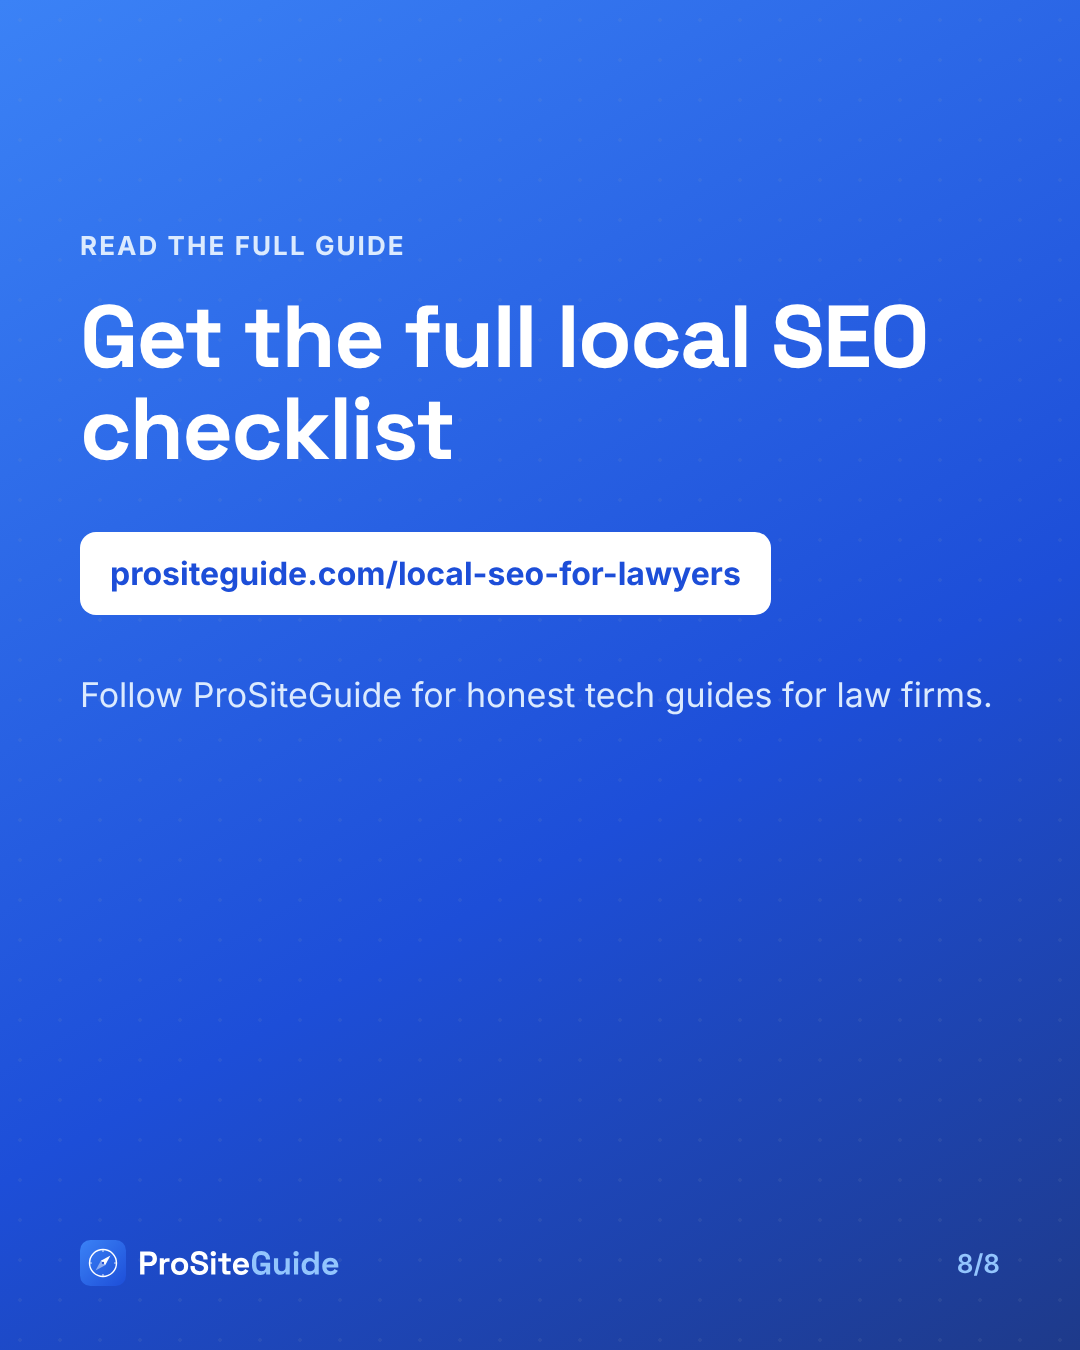 READ THE FULL GUIDE
Get the full local SEO
checklist
prositeguide.com/local-seo-for-lawyers
Follow ProSiteGuide for honest tech guides for law firms.
ProSiteGuide
8/8